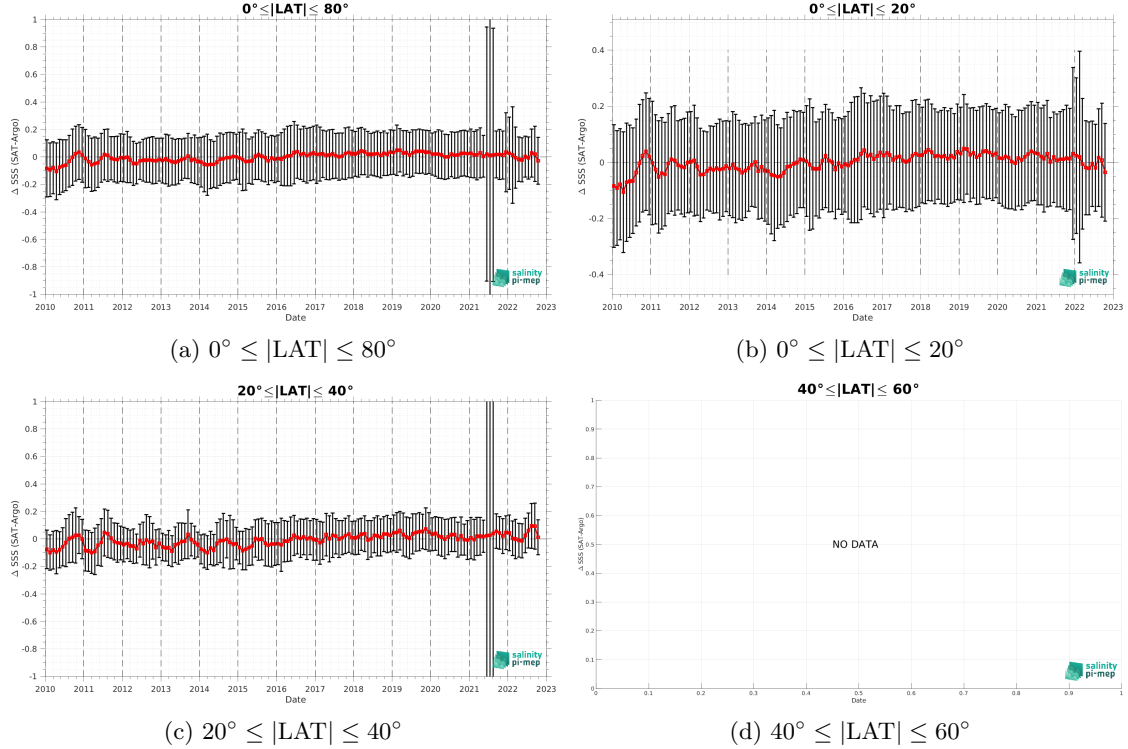 0°≤|LAT|≤ 80°
Δ SSS (SAT-Argo)
1
0.8
0.6
0.4
0.2
0
-0.2
-0.4
-0.6
-0.8
-1
2010 2011 2012 2013 2014 2015 2016 2017 2018 2019 2020 2021 2022 2023
Date
salinity
pi-mep
(a) 0° ≤ |LAT| ≤ 80°
0°≤|LAT|≤ 20°
Δ SSS (SAT-Argo)
0.4
0.2
0
-0.2
-0.4
2010 2011 2012 2013 2014 2015 2016 2017 2018 2019 2020 2021 2022 2023
Date
salinity
pi-mep
(b) 0° ≤ |LAT| ≤ 20°
20°≤|LAT|≤ 40°
Δ SSS (SAT-Argo)
1
0.8
0.6
0.4
0.2
0
-0.2
-0.4
-0.6
-0.8
-1
2010 2011 2012 2013 2014 2015 2016 2017 2018 2019 2020 2021 2022 2023
Date
salinity
pi-mep
(c) 20° ≤ |LAT| ≤ 40°
40°≤|LAT|≤ 60°
Δ SSS (SAT-Argo)
1
0.9
0.8
0.7
0.6
0.5
0.4
0.3
0.2
0.1
0
NO DATA
0 0.1 0.2 0.3 0.4 0.5 0.6 0.7 0.8 0.9 1
Date
salinity
pi-mep
(d) 40° ≤ |LAT| ≤ 60°